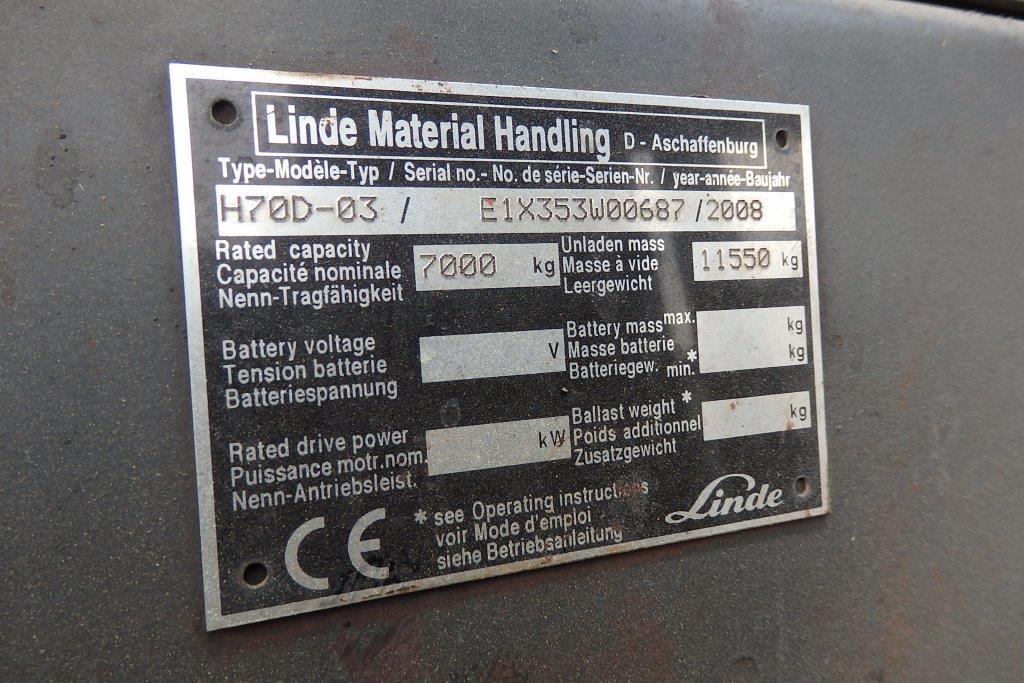 Linde Material Handling D - Aschaffenburg
Type-Modèle-Typ / Serial no.- No. de série-Serien-Nr. / year-année-Baujahr
H70D-03 / E1X353W00687 / 2008
Rated capacity
Capacité nominale
Nenn-Tragfähigkeit
7000 kg
Unladen mass
Masse à vide
Leergewicht
11550 kg
Battery voltage
Tension batterie
Batteriespannung
V
Battery mass max.
Masse batterie
Batteriegew. min. *
kg
kg
Rated drive power
Puissance motr.nom.
Nenn-Antriebsleist.
kW
Ballast weight *
Poids additionnel
Zusatzgewicht
kg
CE
* see Operating instructions
voir Mode d'emploi
siehe Betriebsanleitung
Linde